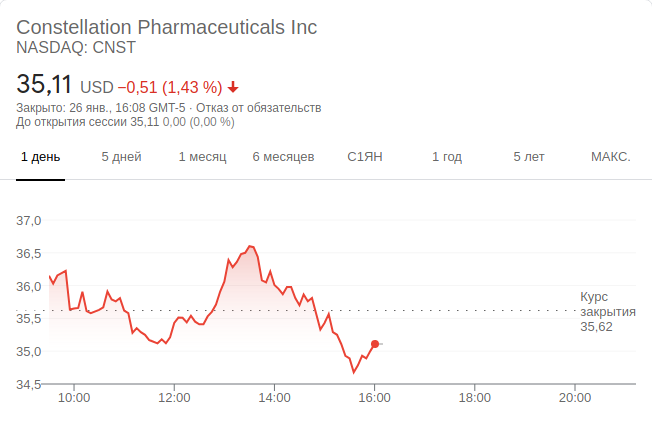 Constellation Pharmaceuticals Inc
NASDAQ: CNST
35,11 USD −0,51 (1,43 %)
Закрыто: 26 янв., 16:08 GMT-5 · Отказ от обязательств
До открытия сессии 35,11 0,00 (0,00 %)
1 день 5 дней 1 месяц 6 месяцев С1ЯН 1 год 5 лет МАКС.
37,0
36,5
36,0
35,5
35,0
34,5
Курс
закрытия
35,62
10:00 12:00 14:00 16:00 18:00 20:00